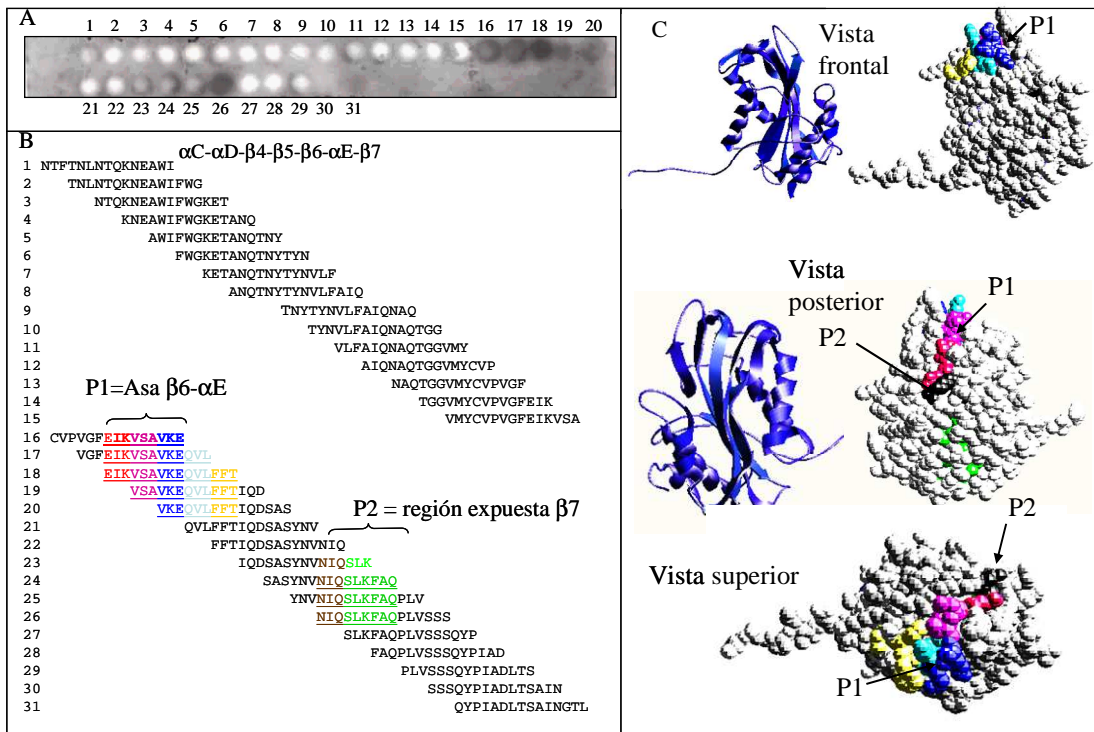 A
1 2 3 4 5 6 7 8 9 10 11 12 13 14 15 16 17 18 19 20
21 22 23 24 25 26 27 28 29 30 31
B
αC-αD-β4-β5-β6-αE-β7
1 NTFTNLNTQKNEAWI
2 TNLNTQKNEAWIFWG
3 NTQKNEAWIFWGKET
4 KNEAWIFWGKETANQ
5 AWIFWGKETANQTNY
6 FWGKETANQTNYTYN
7 KETANQTNYTYNVLF
8 ANQTNYTYNVLFAIQ
9 TNYTYNVLFAIQNAQ
10 TYNVLFAIQNAQTGG
11 VLFAIQNAQTGGVMY
12 AIQNAQTGGVMYCVP
13 NAQTGGVMYCVPVGF
14 TGGVMYCVPVGFEIK
15 VMYCVPVGFEIKVSA
P1=Asa β6-αE
16 CVPVGFEIKVSAVKE
17 VGFEIKVSAVKEQVL
18 EIKVSAVKEQVLFFT
19 VSAVKEQVLFFTIQD
20 VKEQVLFFTIQDSAS
21 QVLFFTIQDSASYNV
P2 = región expuesta β7
22 FFTIQDSASYNVNIQ
23 IQDSASYNVNIQSLK
24 SASYNVNIQSLKFAQ
25 YNVNIQSLKFAQPLV
26 NIQSLKFAQPLVSSS
27 SLKFAQPLVSSSQYP
28 FAQPLVSSSQYPIAD
29 PLVSSSQYPIADLTS
30 SSSQYPIADLTSAIN
31 QYPIADLTSAINGTL
C
Vista
frontal
P1
Vista
posterior
P1
P2
P2
Vista superior
P1